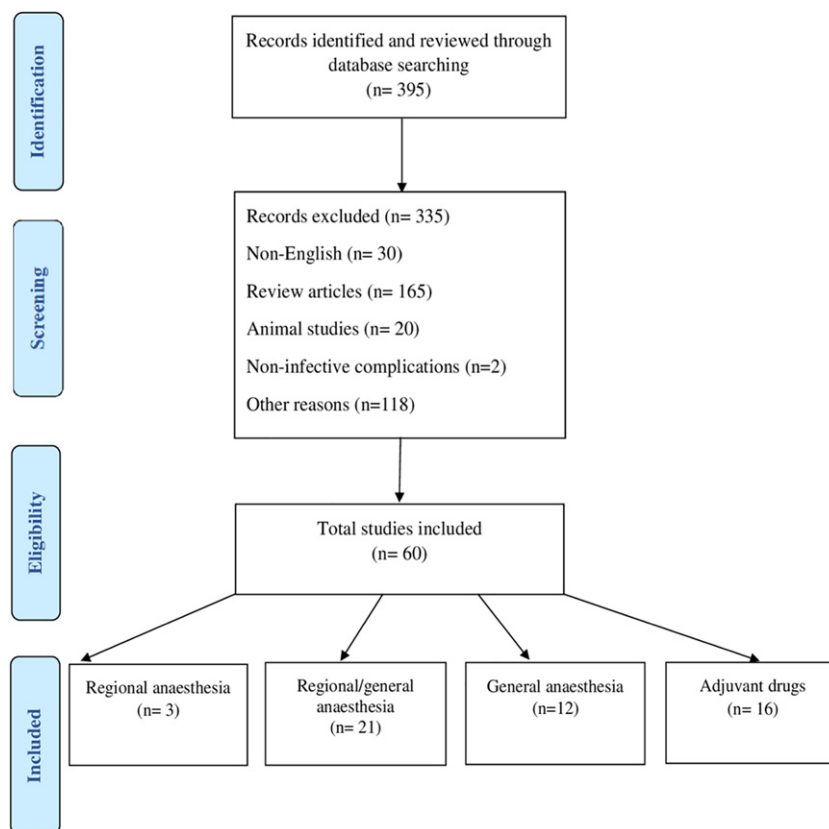 Identification
Records identified and reviewed through
database searching
(n= 395)
Screening
Records excluded (n= 335)
Non-English (n= 30)
Review articles (n= 165)
Animal studies (n= 20)
Non-infective complications (n=2)
Other reasons (n=118)
Eligibility
Total studies included
(n= 60)
Included
Regional anaesthesia
(n= 3)
Regional/general
anaesthesia
(n= 21)
General anaesthesia
(n=12)
Adjuvant drugs
(n= 16)